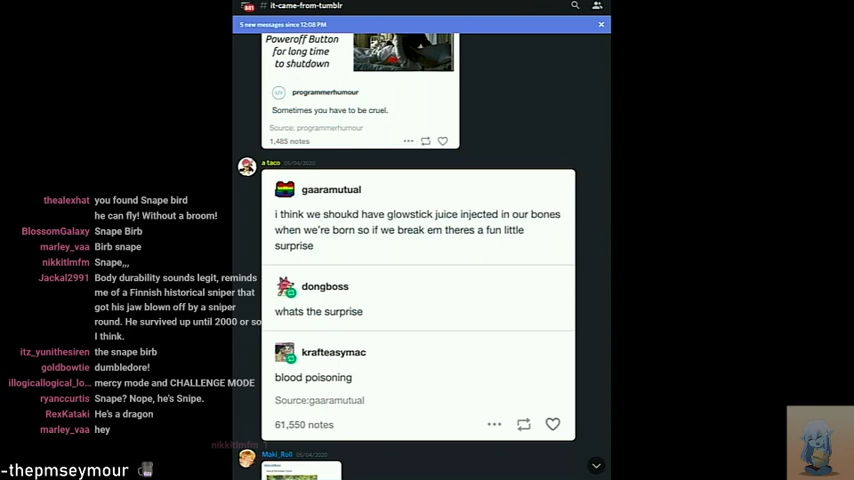 # it-came-from-tumblr
5 new messages since 12:08 PM
Poweroff Button
for long time
to shutdown
programmerhumour
Sometimes you have to be cruel.
Source: programmerhumour
1,485 notes
a taco 05/04/2020
gaaramutual
i think we shoukd have glowstick juice injected in our bones
when we're born so if we break em theres a fun little
surprise
dongboss
whats the surprise
krafteasymac
blood poisoning
Source:gaaramutual
61,550 notes
Maki_Roll 05/04/2020
thealexhat you found Snape bird
he can fly! Without a broom!
BlossomGalaxy Snape Birb
marley_vaa Birb snape
nikkitlmfm Snape,,,
Jackal2991 Body durability sounds legit, reminds
me of a Finnish historical sniper that
got his jaw blown off by a sniper
round. He survived up until 2000 or so
I think.
itz_yunithesiren the snape birb
goldbowtie dumbledore!
illogicallogical_lo... mercy mode and CHALLENGE MODE
ryanccurtis Snape? Nope, he's Snipe.
RexKataki He's a dragon
marley_vaa hey
nikkitlmfm
-thepmseymour